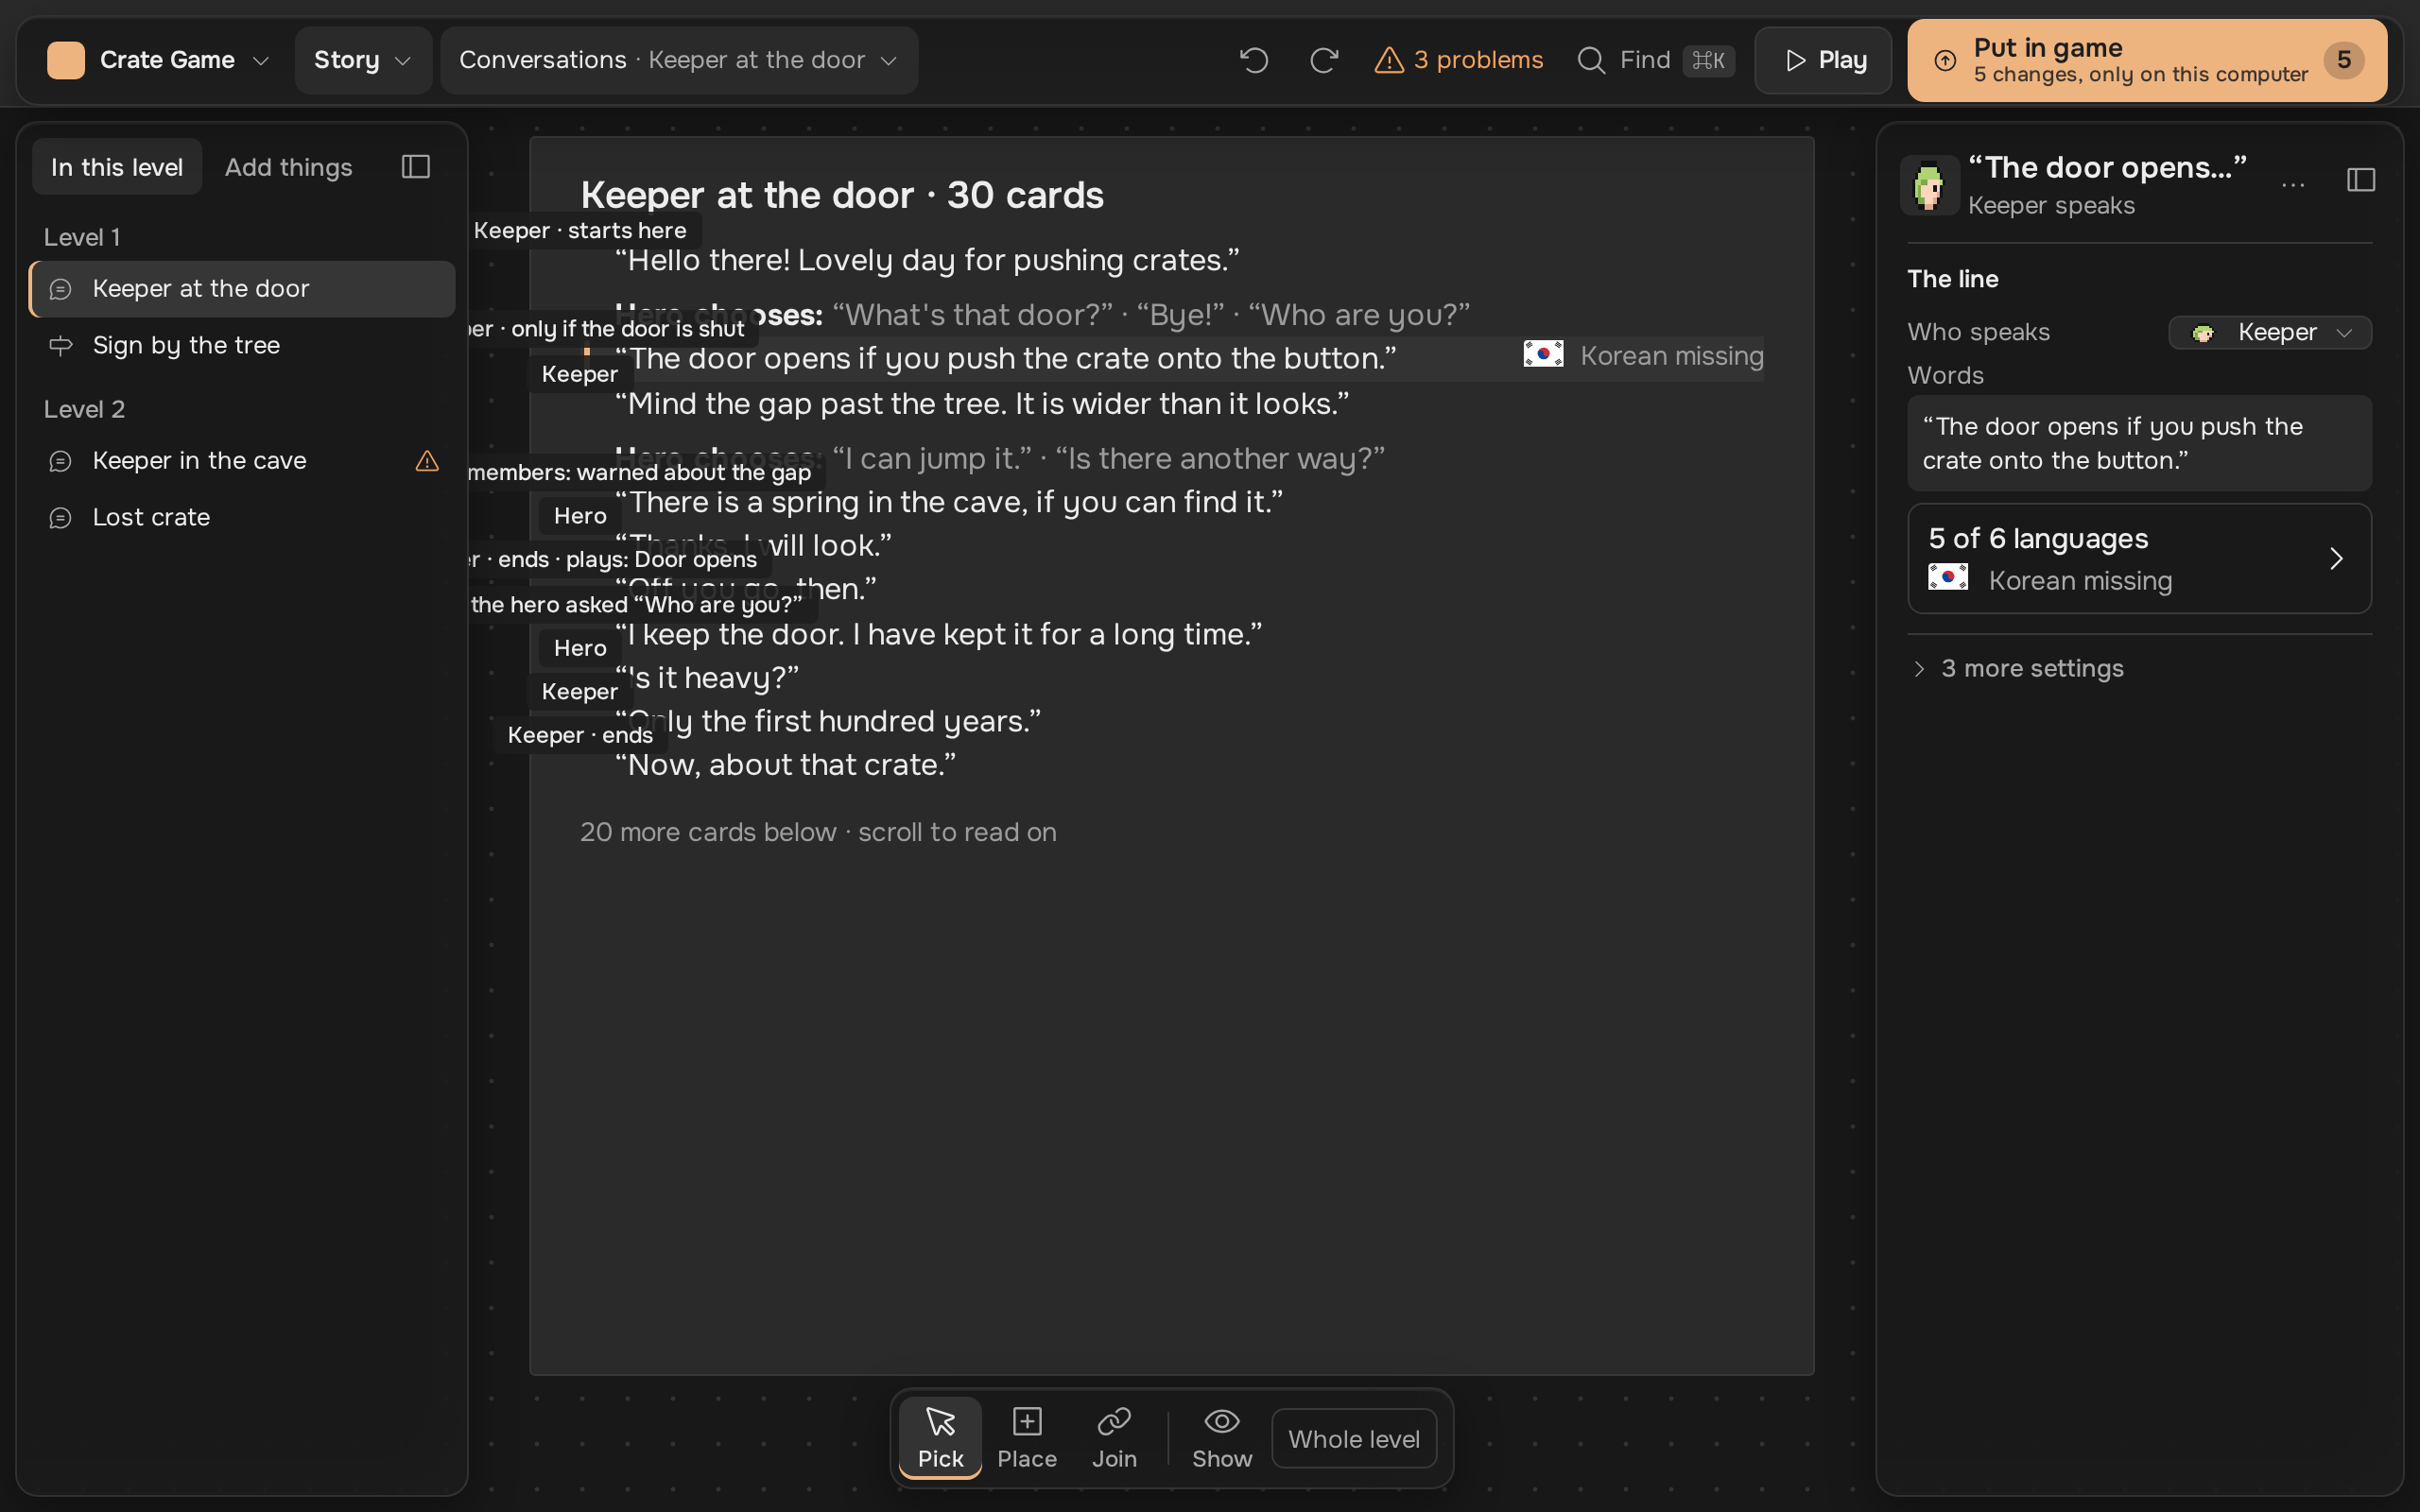 Crate Game
Story
Conversations · Keeper at the door
3 problems
Find ⌘K
Play
Put in game
5 changes, only on this computer
5
In this level
Add things
Level 1
Keeper at the door
Sign by the tree
Level 2
Keeper in the cave
Lost crate
Keeper at the door · 30 cards
Keeper · starts here
“Hello there! Lovely day for pushing crates.”
Hero chooses: “What's that door?” · “Bye!” · “Who are you?”
· only if the door is shut
“The door opens if you push the crate onto the button.”
Korean missing
Keeper
“Mind the gap past the tree. It is wider than it looks.”
Hero chooses: “I can jump it.” · “Is there another way?”
warned about the gap
“There is a spring in the cave, if you can find it.”
Hero
“Thanks, I will look.”
· ends · plays: Door opens
“Off you go, then.”
the hero asked “Who are you?”
“I keep the door. I have kept it for a long time.”
Hero
“Is it heavy?”
Keeper
“Only the first hundred years.”
Keeper · ends
“Now, about that crate.”
20 more cards below · scroll to read on
Pick
Place
Join
Show
Whole level
“The door opens...”
Keeper speaks
The line
Who speaks
Keeper
Words
“The door opens if you push the
crate onto the button.”
5 of 6 languages
Korean missing
3 more settings